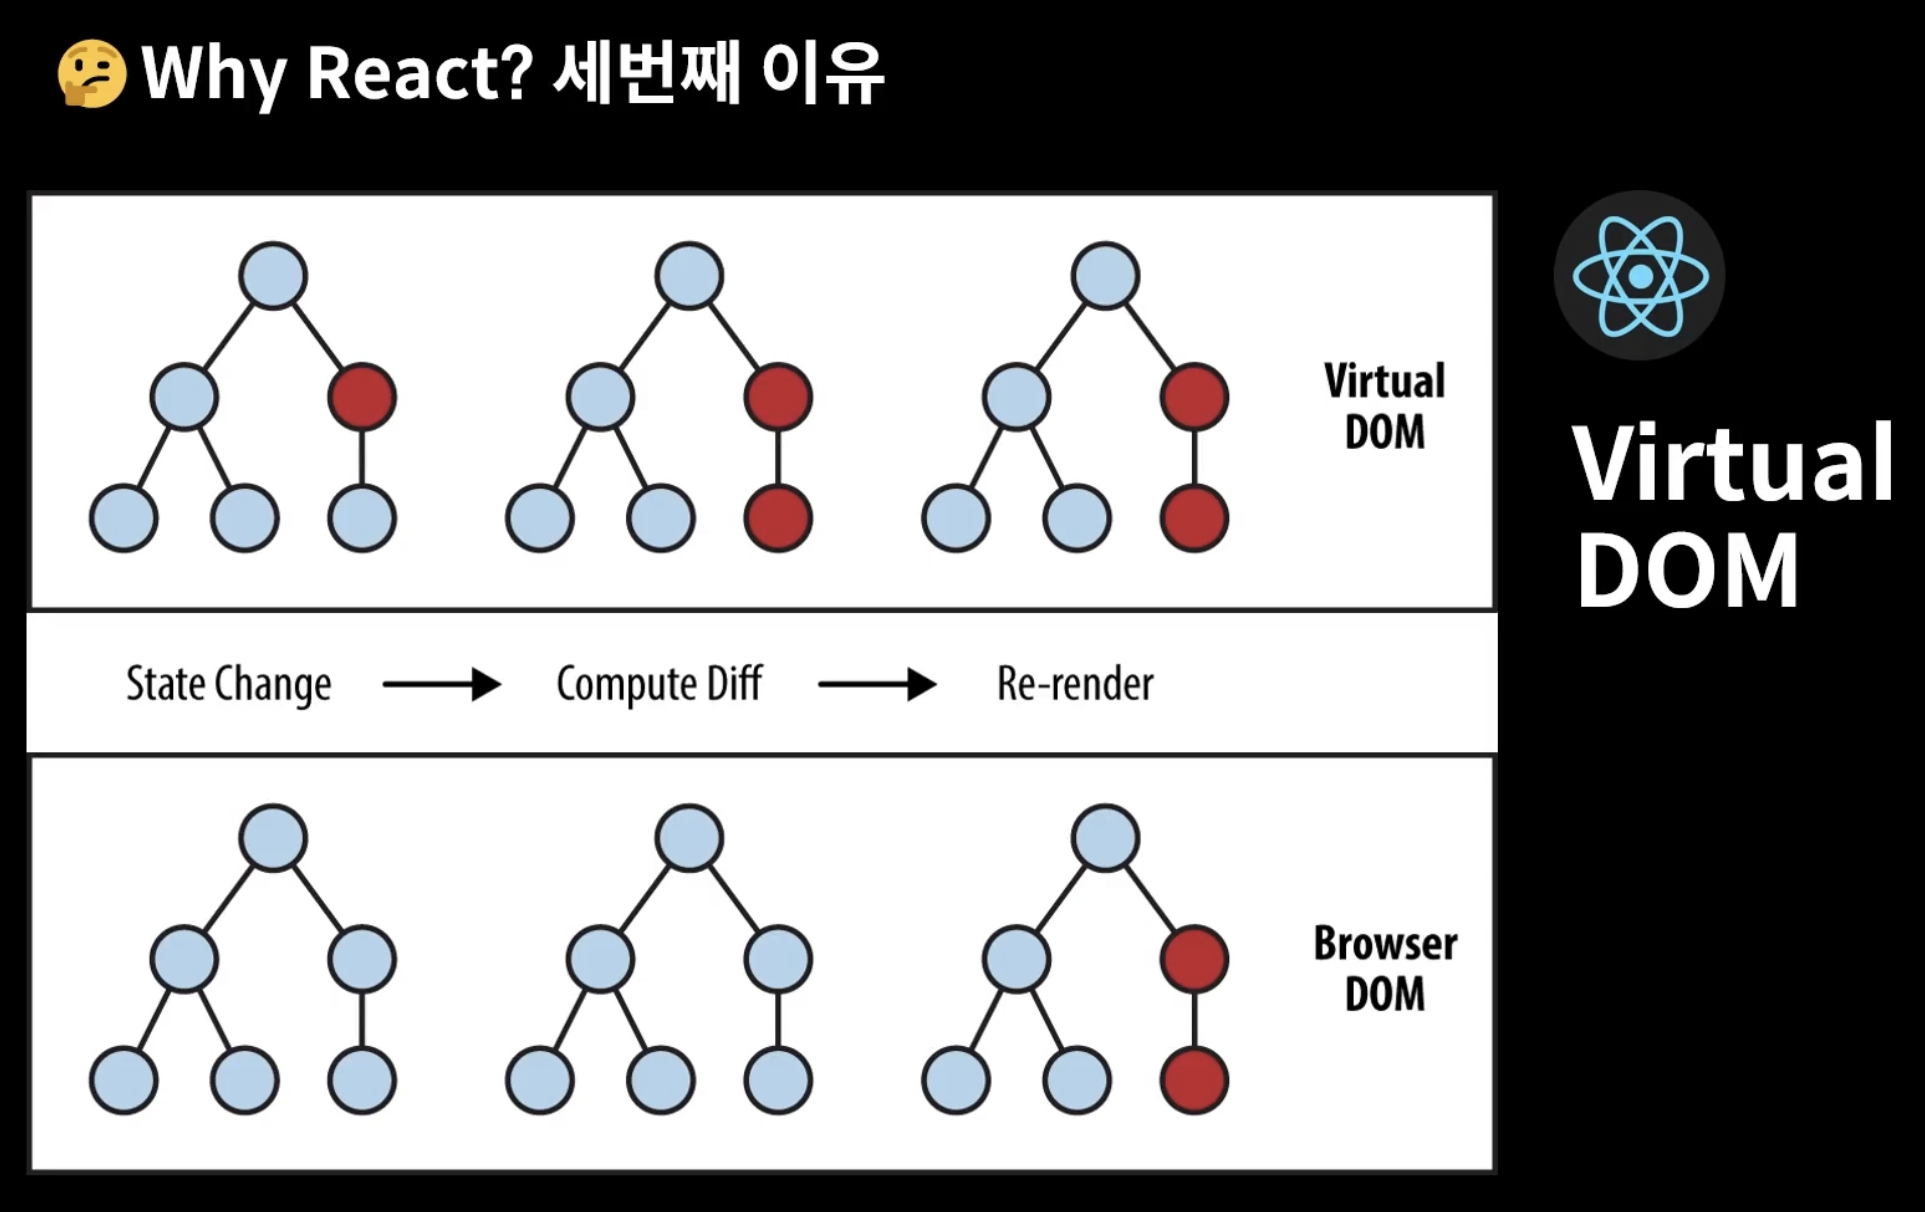 Why React? 세번째 이유
Virtual
DOM
Virtual
DOM
State Change
Compute Diff
Re-render
Browser
DOM